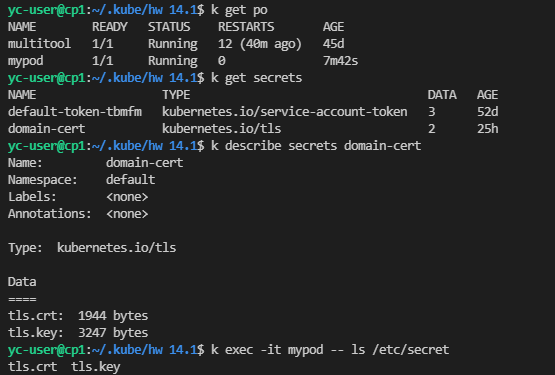 yc-user@cp1:~/.kube/hw 14.1$ k get po
NAME        READY   STATUS    RESTARTS       AGE
multitool   1/1     Running   12 (40m ago)   45d
mypod       1/1     Running   0              7m42s
yc-user@cp1:~/.kube/hw 14.1$ k get secrets
NAME                  TYPE                                  DATA   AGE
default-token-tbmfm   kubernetes.io/service-account-token   3      52d
domain-cert           kubernetes.io/tls                     2      25h
yc-user@cp1:~/.kube/hw 14.1$ k describe secrets domain-cert
Name:         domain-cert
Namespace:    default
Labels:       <none>
Annotations:  <none>

Type:  kubernetes.io/tls

Data
====
tls.crt:  1944 bytes
tls.key:  3247 bytes
yc-user@cp1:~/.kube/hw 14.1$ k exec -it mypod -- ls /etc/secret
tls.crt  tls.key